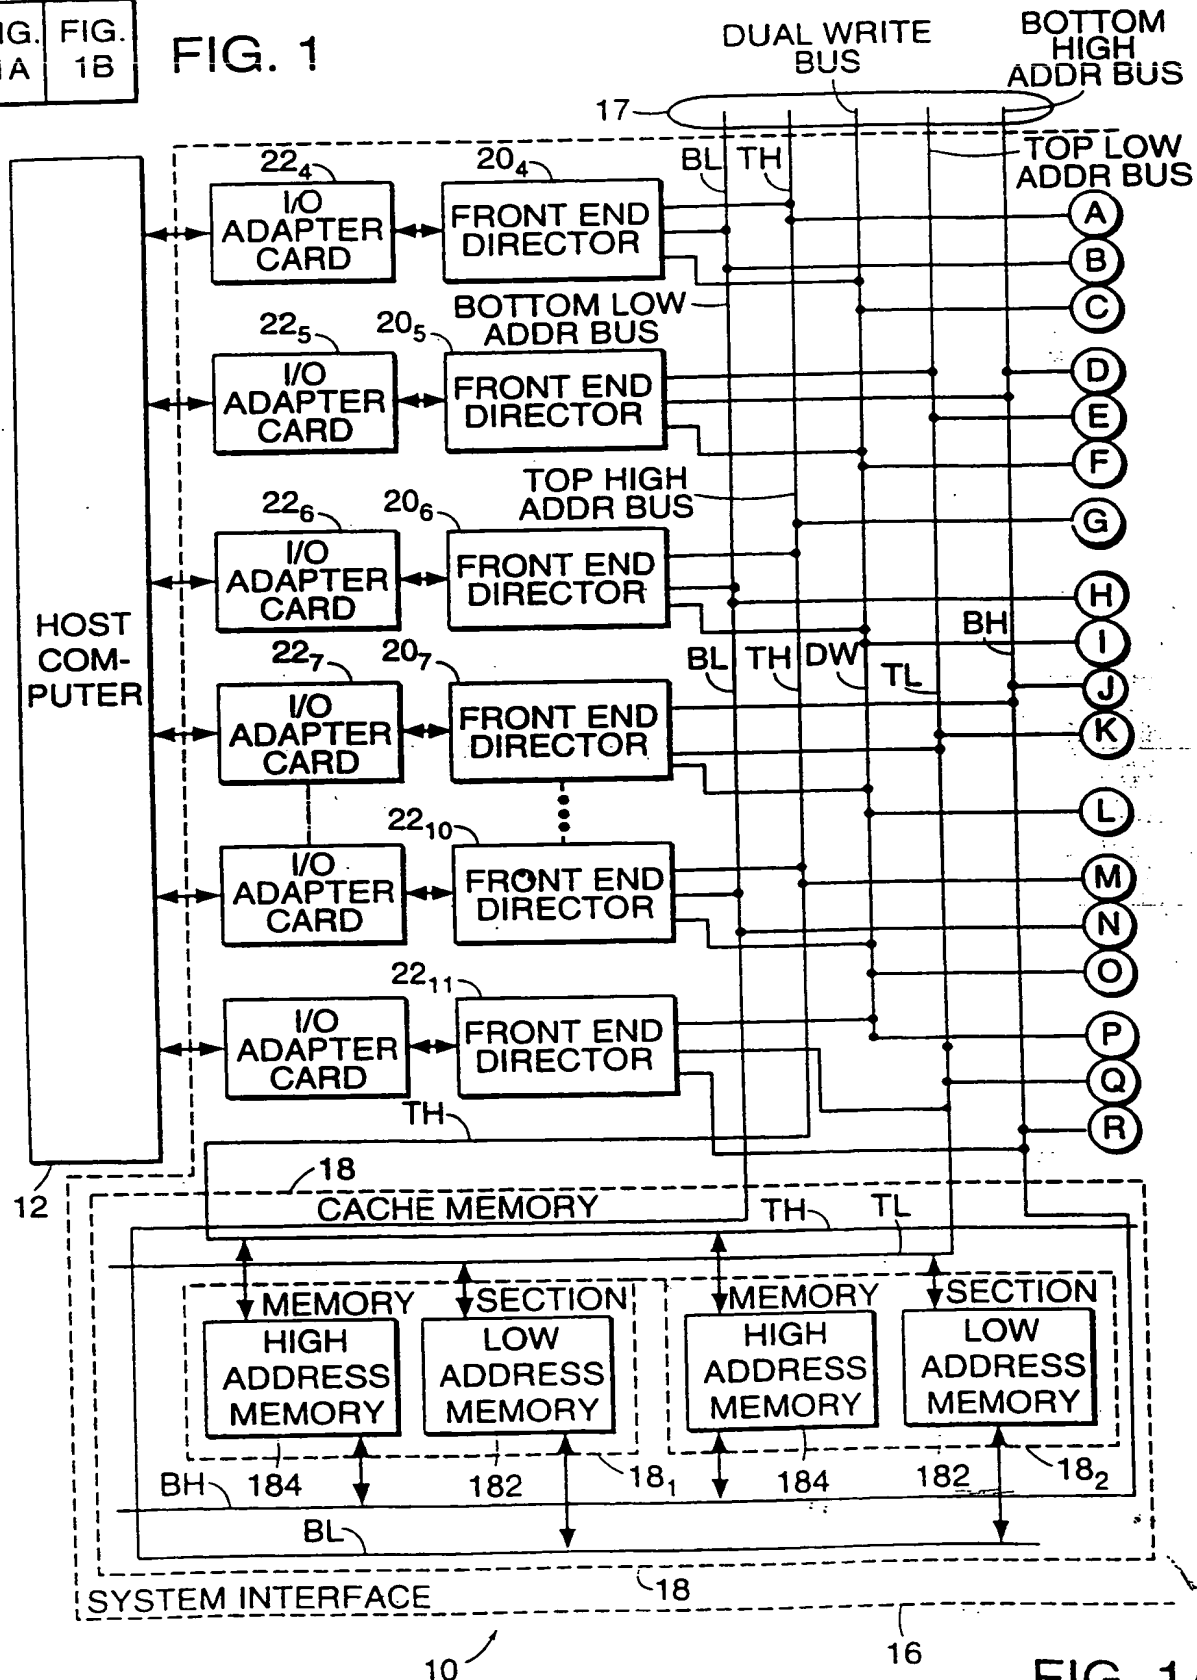 FIG. FIG.
1A 1B
FIG. 1
DUAL WRITE
BUS
BOTTOM
HIGH
ADDR BUS
17
BL TH
TOP LOW
ADDR BUS
22₄ 20₄
I/O
ADAPTER
CARD
FRONT END
DIRECTOR
A
B
C
BOTTOM LOW
ADDR BUS
22₅ 20₅
I/O
ADAPTER
CARD
FRONT END
DIRECTOR
D
E
F
TOP HIGH
ADDR BUS
22₆ 20₆
I/O
ADAPTER
CARD
FRONT END
DIRECTOR
G
H
I
HOST
COM-
PUTER
BH
BL TH DW TL
22₇ 20₇
I/O
ADAPTER
CARD
FRONT END
DIRECTOR
J
K
L
22₁₀
I/O
ADAPTER
CARD
FRONT END
DIRECTOR
M
N
O
22₁₁
I/O
ADAPTER
CARD
FRONT END
DIRECTOR
P
Q
R
TH
12
18
CACHE MEMORY
TH TL
MEMORY SECTION
HIGH
ADDRESS
MEMORY
LOW
ADDRESS
MEMORY
MEMORY SECTION
HIGH
ADDRESS
MEMORY
LOW
ADDRESS
MEMORY
BH 184 182 18₁ 184 182 18₂
BL
18
SYSTEM INTERFACE
16
10
FIG. 1A